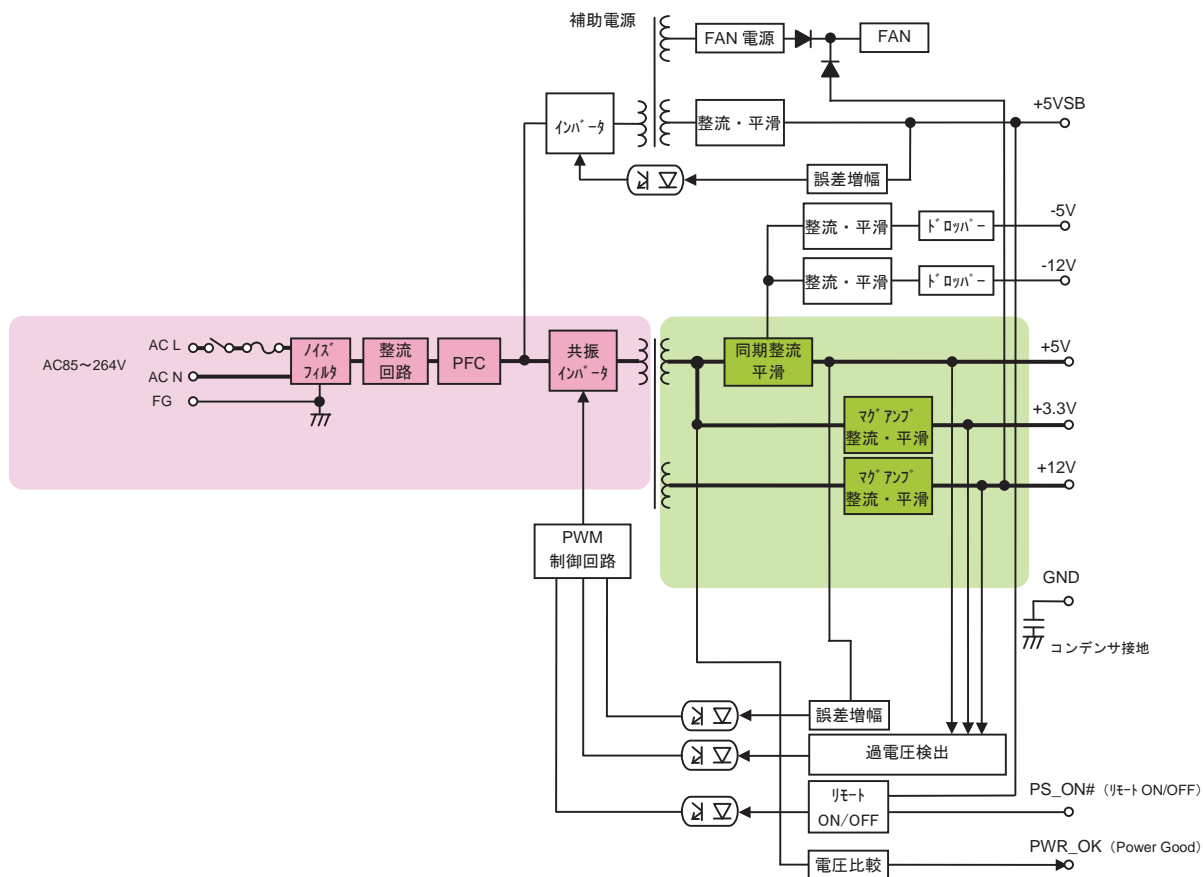 補助電源
FAN 電源
FAN
+5VSB
ｲﾝﾊﾞｰﾀ
整流・平滑
誤差増幅
整流・平滑
ﾄﾞﾛｯﾊﾟｰ
-5V
整流・平滑
ﾄﾞﾛｯﾊﾟｰ
-12V
AC85～264V
AC L
AC N
FG
ﾉｲｽﾞ
ﾌｨﾙﾀ
整流
回路
PFC
共振
ｲﾝﾊﾞｰﾀ
同期整流
平滑
+5V
ﾏｸﾞｱﾝﾌﾟ
整流・平滑
+3.3V
ﾏｸﾞｱﾝﾌﾟ
整流・平滑
+12V
PWM
制御回路
GND
コンデンサ接地
誤差増幅
過電圧検出
ﾘﾓｰﾄ
ON/OFF
PS_ON#（ﾘﾓｰﾄ ON/OFF）
電圧比較
PWR_OK（Power Good）